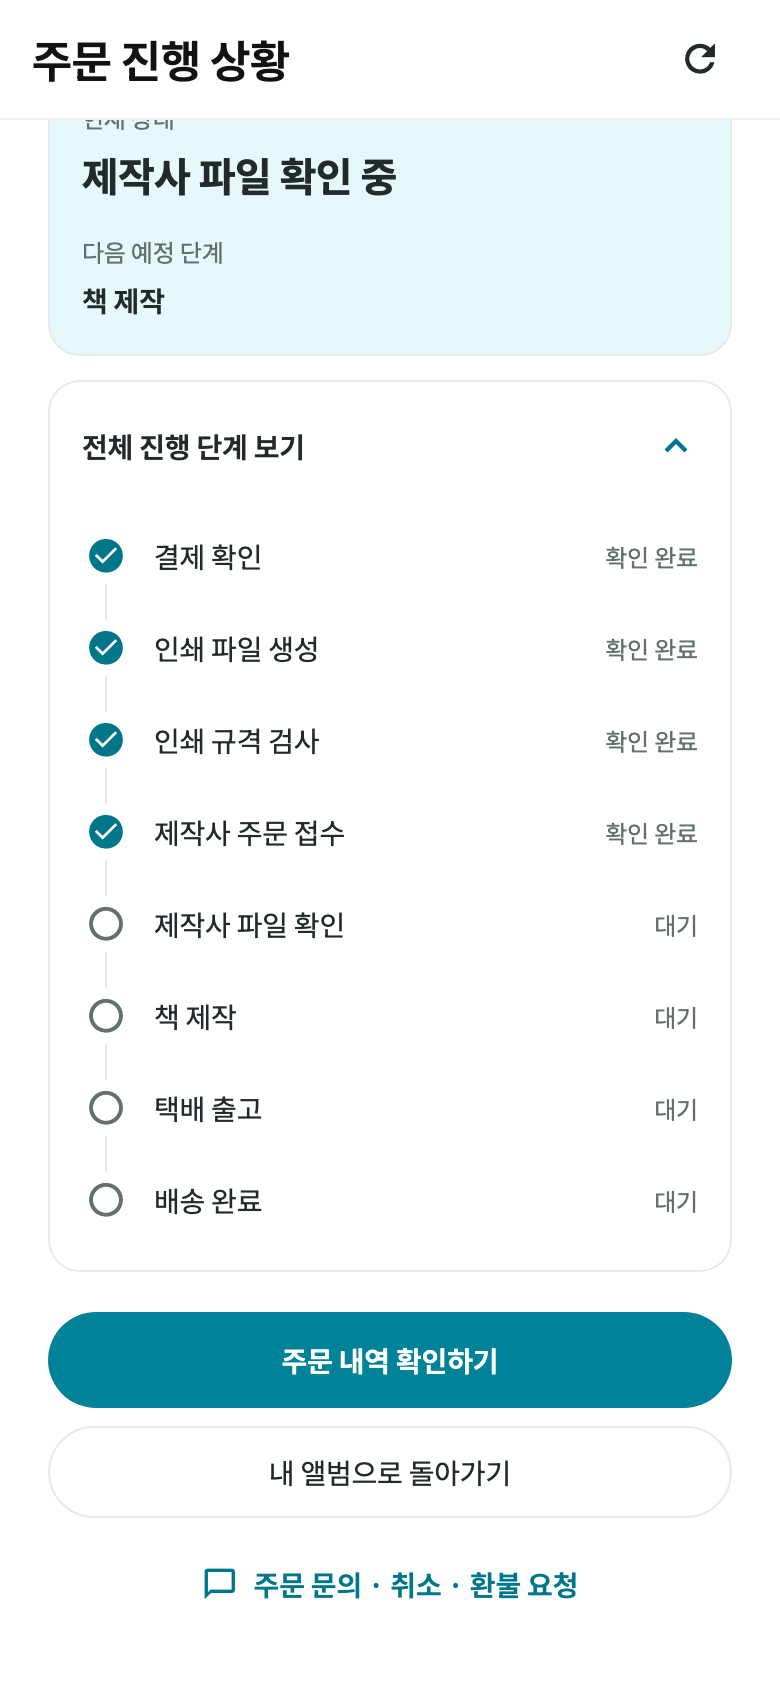 주문 진행 상황
제작사 파일 확인 중
다음 예정 단계
책 제작
전체 진행 단계 보기
결제 확인 확인 완료
인쇄 파일 생성 확인 완료
인쇄 규격 검사 확인 완료
제작사 주문 접수 확인 완료
제작사 파일 확인 대기
책 제작 대기
택배 출고 대기
배송 완료 대기
주문 내역 확인하기
내 앨범으로 돌아가기
주문 문의 · 취소 · 환불 요청